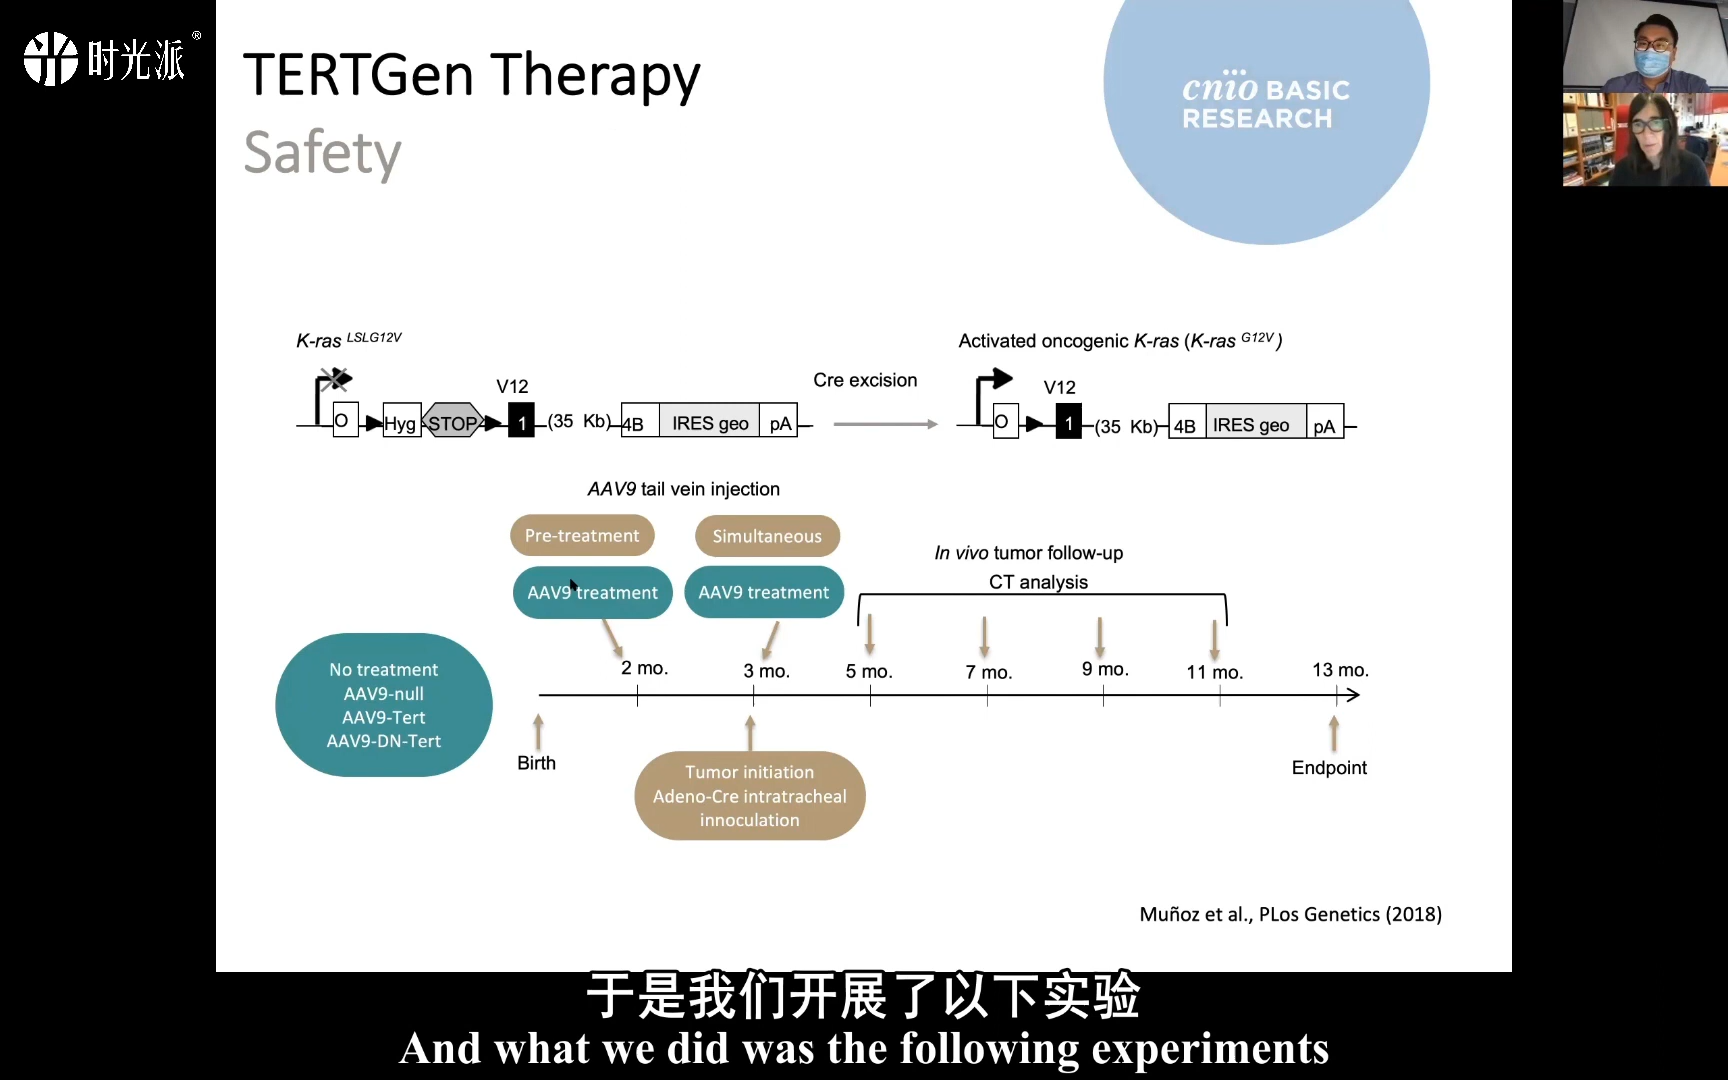 时光派®
TERTGen Therapy
Safety
cnio BASIC
RESEARCH
K-ras LSLG12V
V12
O
Hyg
STOP
1
(35 Kb)
4B
IRES geo
pA
Cre excision
Activated oncogenic K-ras (K-ras G12V)
V12
O
1
(35 Kb)
4B
IRES geo
pA
AAV9 tail vein injection
Pre-treatment
Simultaneous
AAV9 treatment
AAV9 treatment
In vivo tumor follow-up
CT analysis
No treatment
AAV9-null
AAV9-Tert
AAV9-DN-Tert
2 mo.
3 mo.
5 mo.
7 mo.
9 mo.
11 mo.
13 mo.
Birth
Tumor initiation
Adeno-Cre intratracheal
innoculation
Endpoint
Muñoz et al., PLos Genetics (2018)
于是我们开展了以下实验
And what we did was the following experiments